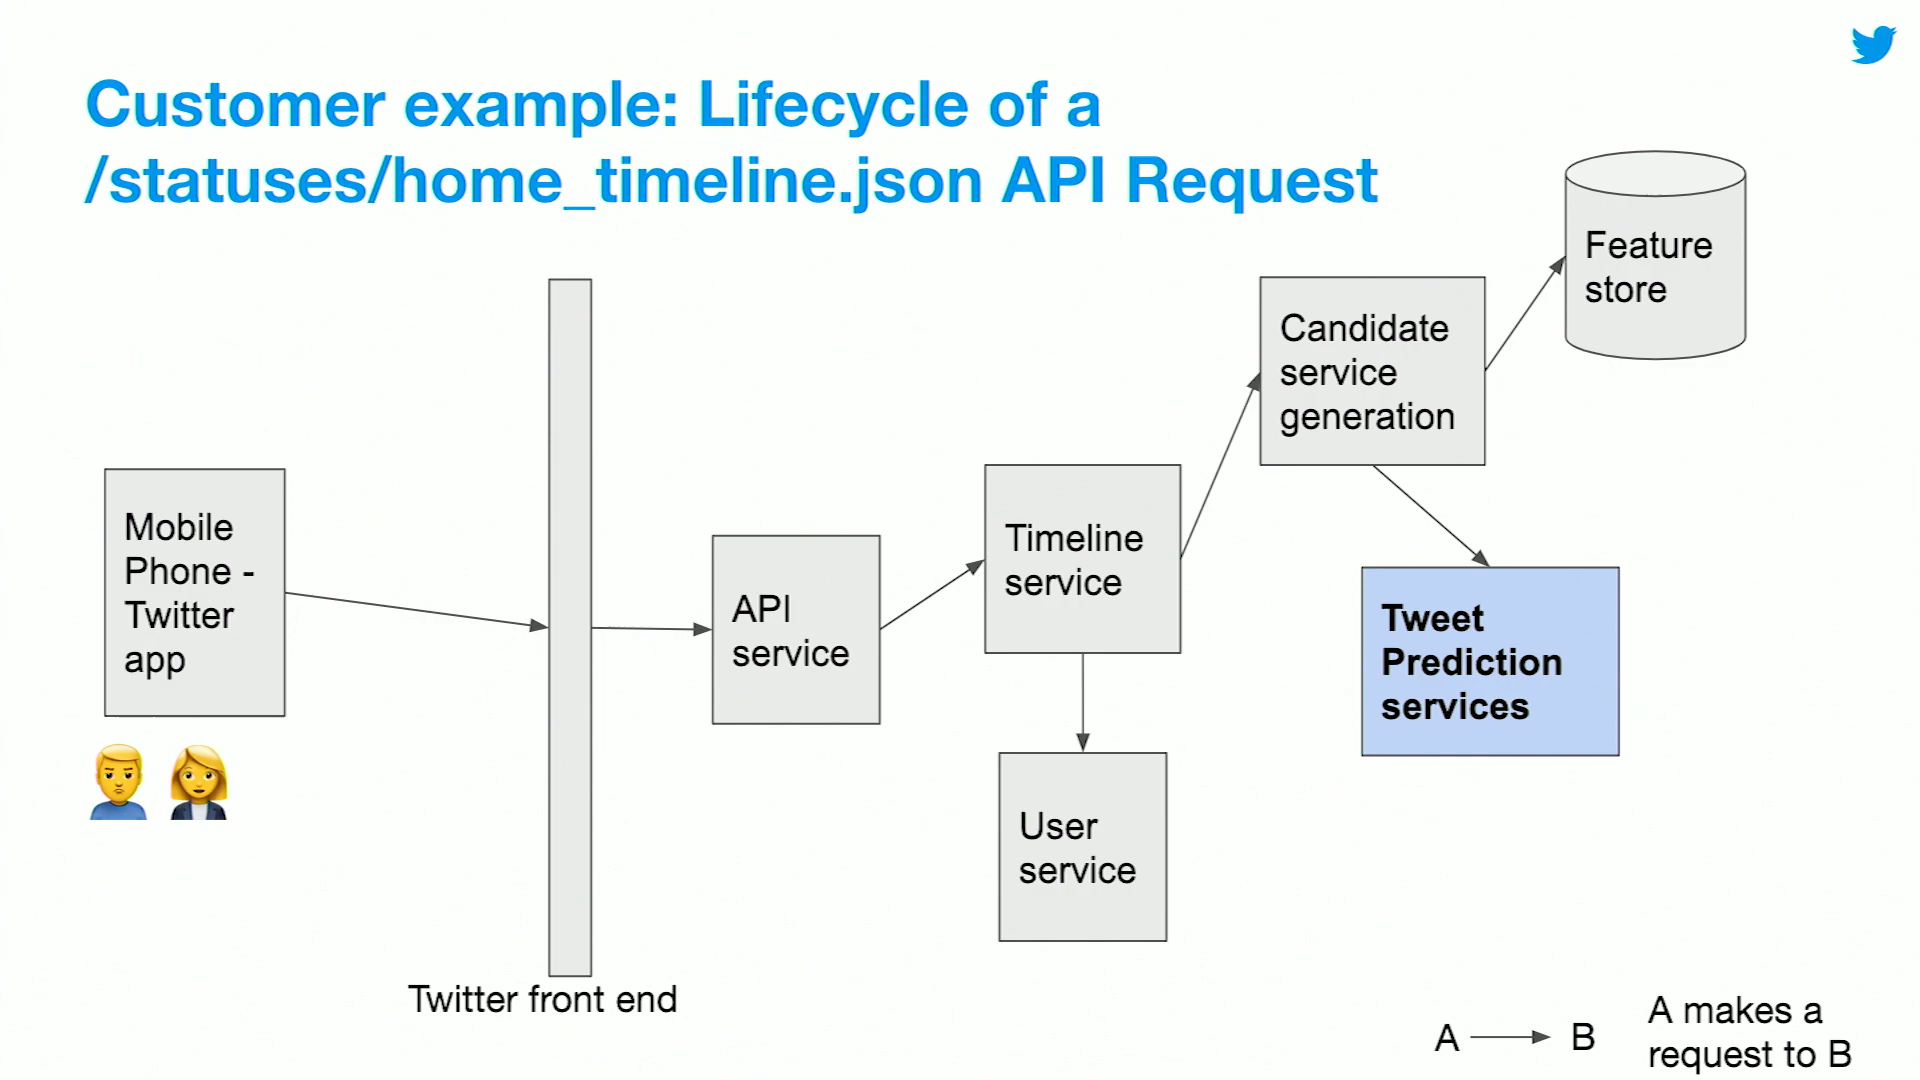 Customer example: Lifecycle of a
/statuses/home_timeline.json API Request
Feature
store
Candidate
service
generation
Mobile
Phone -
Twitter
app
API
service
Timeline
service
Tweet
Prediction
services
User
service
Twitter front end
A
B
A makes a
request to B